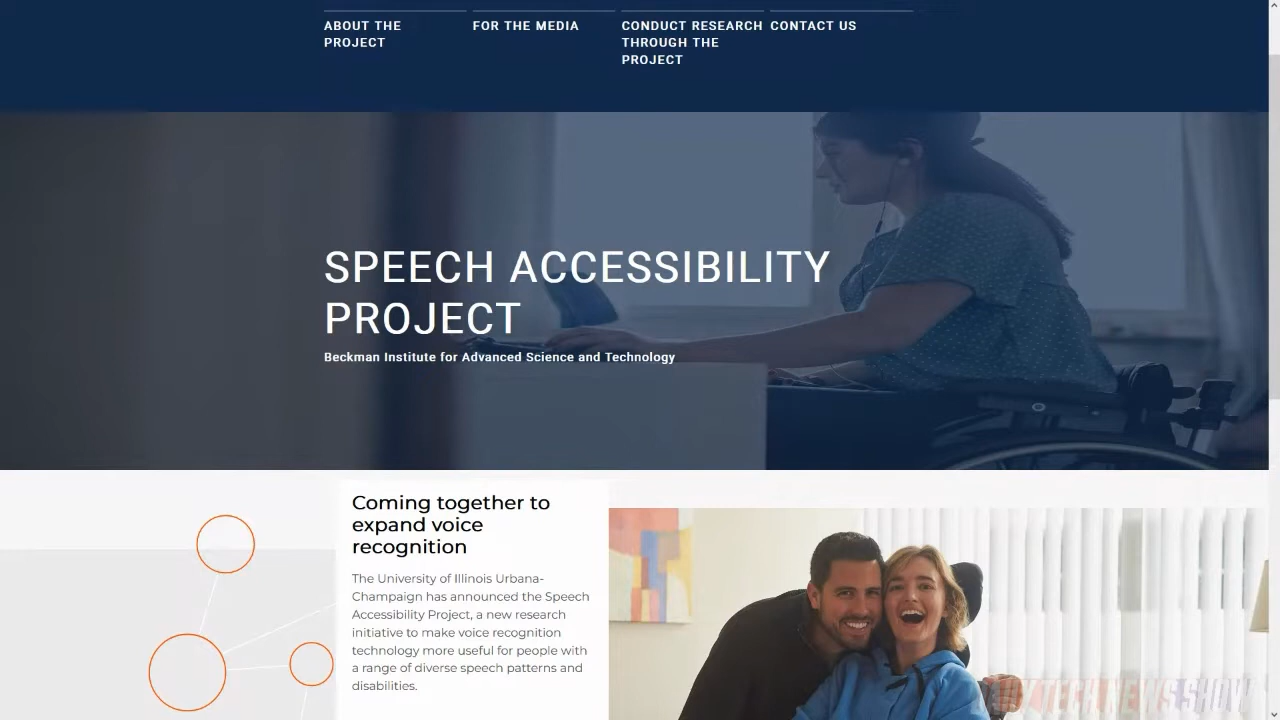 ABOUT THE
PROJECT
FOR THE MEDIA
CONDUCT RESEARCH
THROUGH THE
PROJECT
CONTACT US
SPEECH ACCESSIBILITY
PROJECT
Beckman Institute for Advanced Science and Technology
Coming together to
expand voice
recognition
The University of Illinois Urbana-
Champaign has announced the Speech
Accessibility Project, a new research
initiative to make voice recognition
technology more useful for people with
a range of diverse speech patterns and
disabilities.
TECH NEWS SHOW